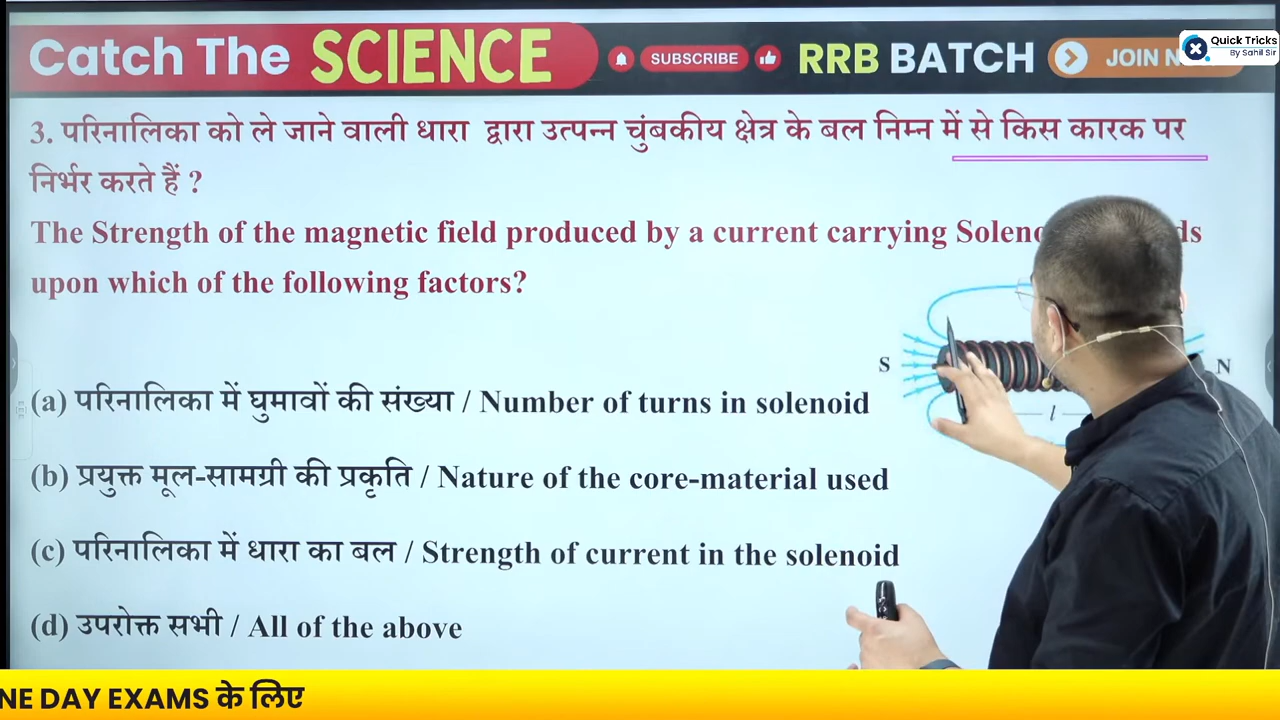 Catch The SCIENCE
SUBSCRIBE
RRB BATCH
JOIN
Quick Tricks
By Sahil Sir
3. परिनालिका को ले जाने वाली धारा द्वारा उत्पन्न चुंबकीय क्षेत्र के बल निम्न में से किस कारक पर
निर्भर करते हैं ?
The Strength of the magnetic field produced by a current carrying
upon which of the following factors?
S
N
l
(a) परिनालिका में घुमावों की संख्या / Number of turns in solenoid
(b) प्रयुक्त मूल-सामग्री की प्रकृति / Nature of the core-material used
(c) परिनालिका में धारा का बल / Strength of current in the solenoid
(d) उपरोक्त सभी / All of the above
NE DAY EXAMS के लिए